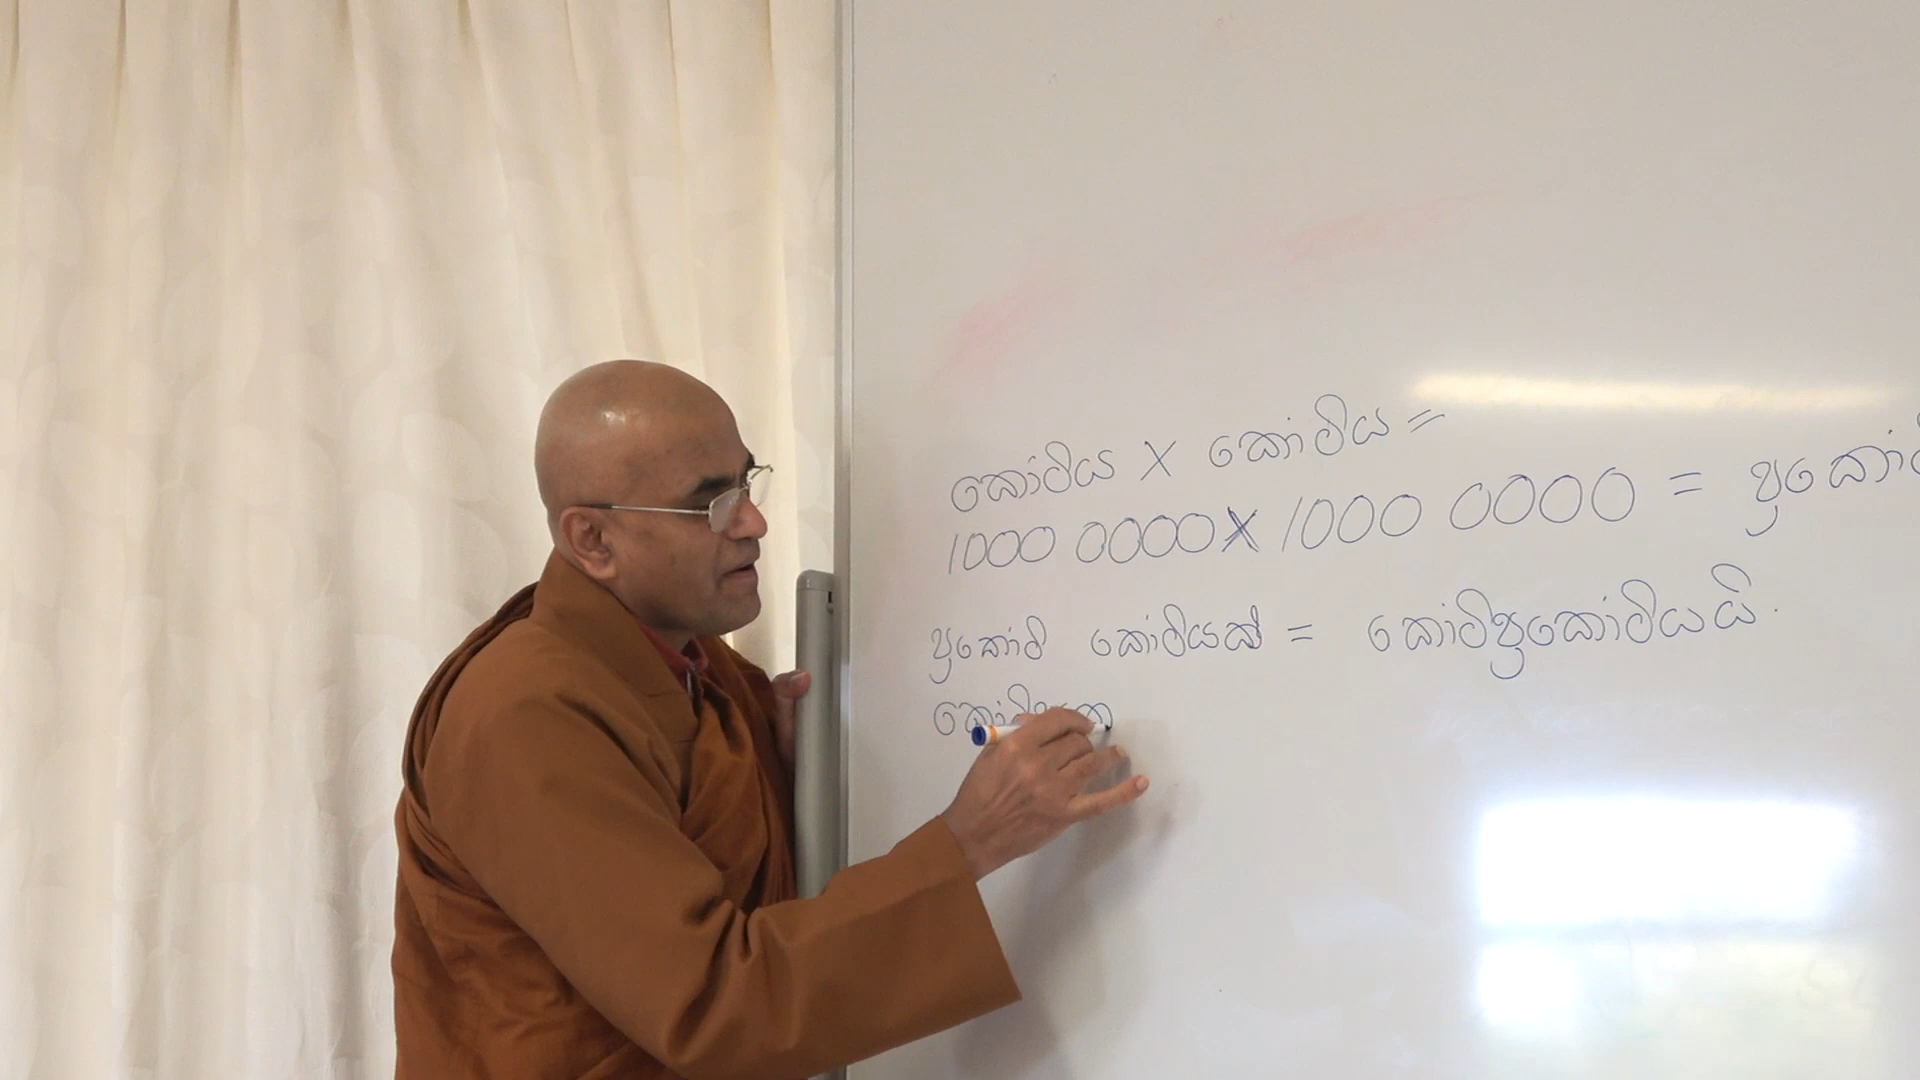 කෝටිය X කෝටිය =
1000 0000 X 1000 0000 = ප්‍රකෝටි
ප්‍රකෝටි කෝටියක් = කෝටිප්‍රකෝටියයි.